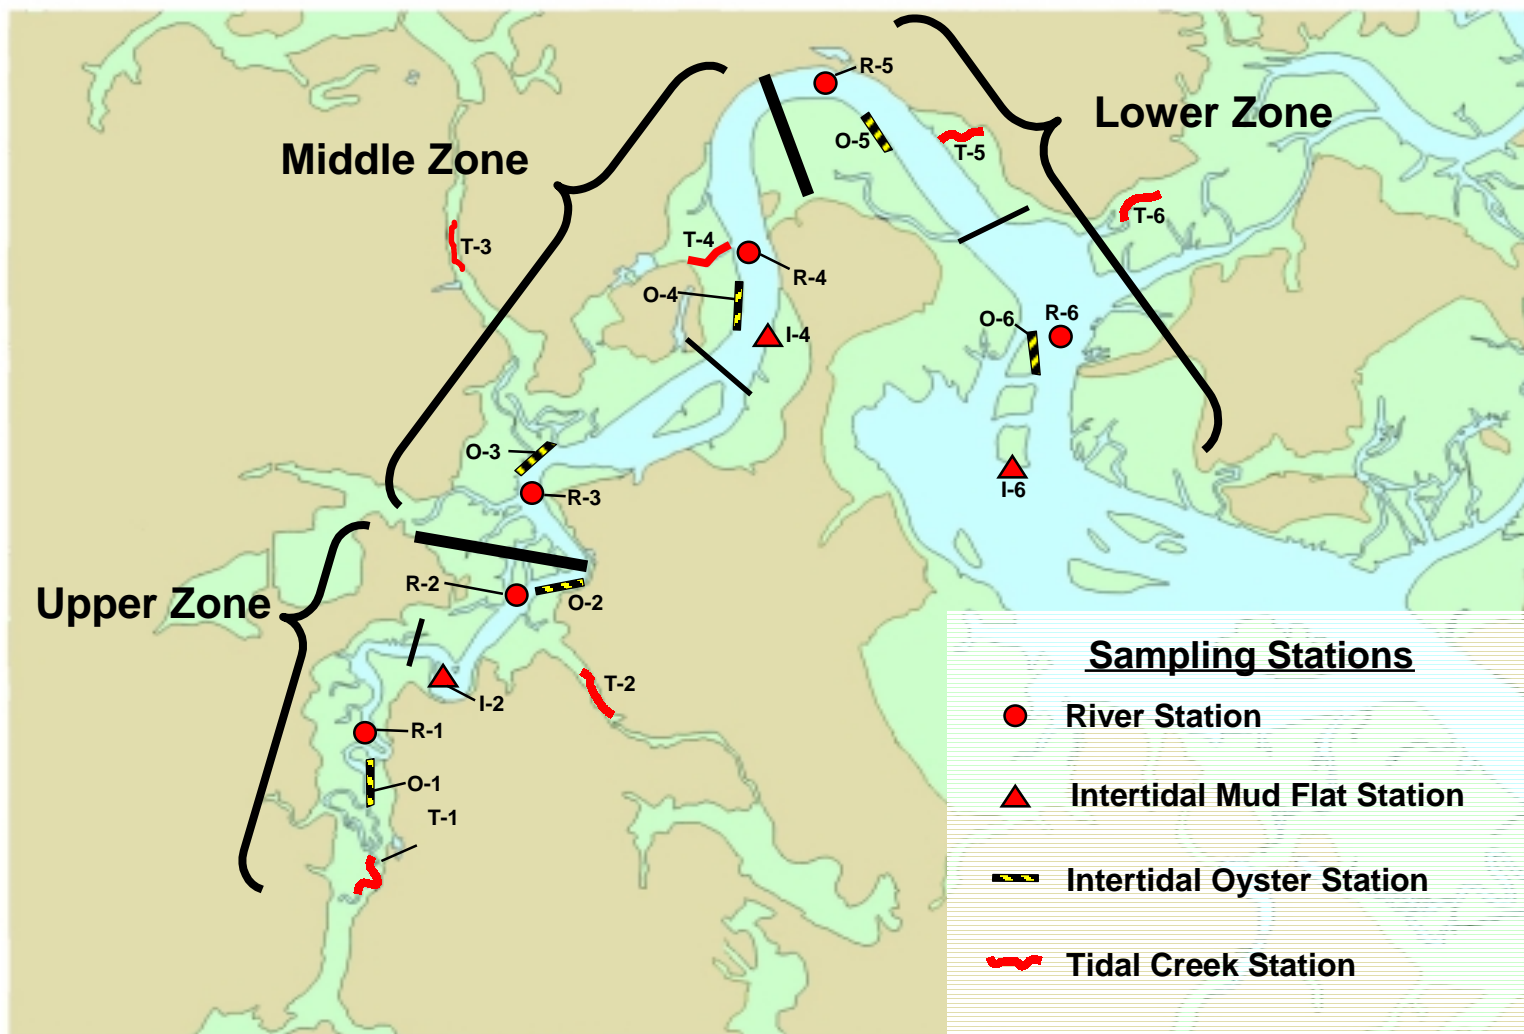 R-5
Lower Zone
O-5
T-5
Middle Zone
T-6
T-3
T-4
R-4
O-4
O-6
R-6
I-4
O-3
I-6
R-3
R-2
O-2
Upper Zone
T-2
I-2
R-1
O-1
T-1
Sampling Stations
River Station
Intertidal Mud Flat Station
Intertidal Oyster Station
Tidal Creek Station